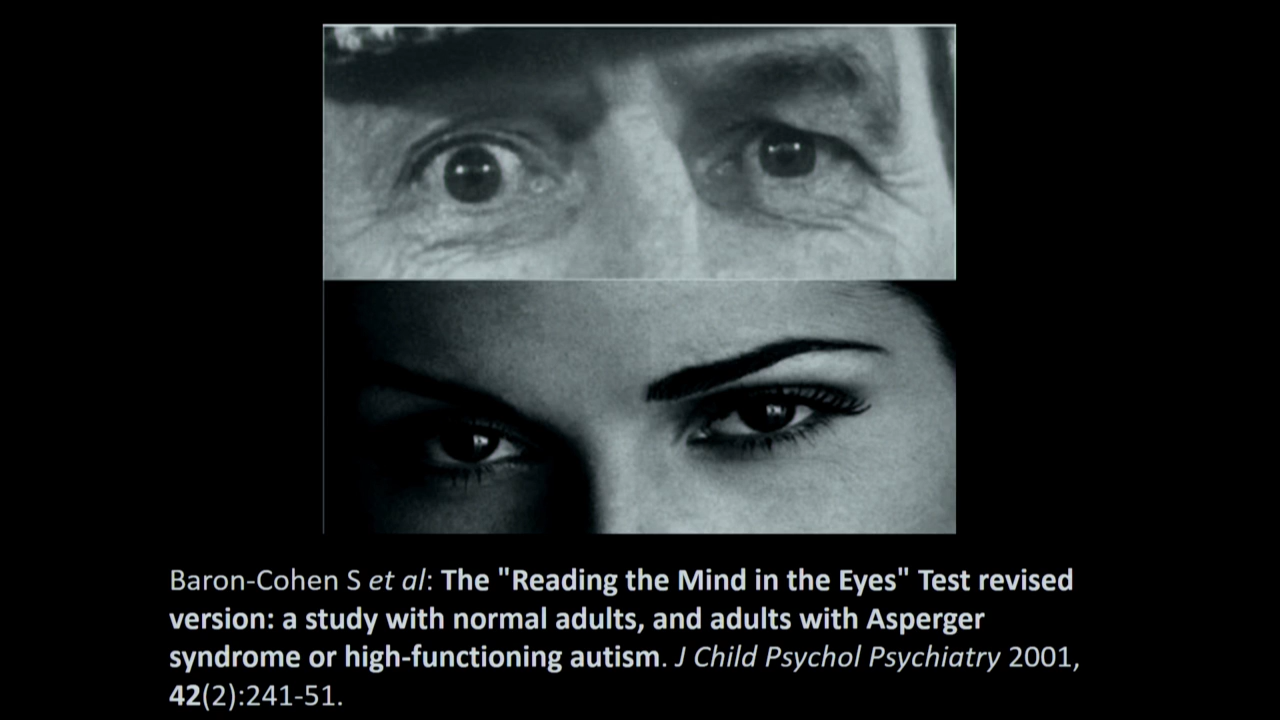 Baron-Cohen S et al: The "Reading the Mind in the Eyes" Test revised
version: a study with normal adults, and adults with Asperger
syndrome or high-functioning autism. J Child Psychol Psychiatry 2001,
42(2):241-51.